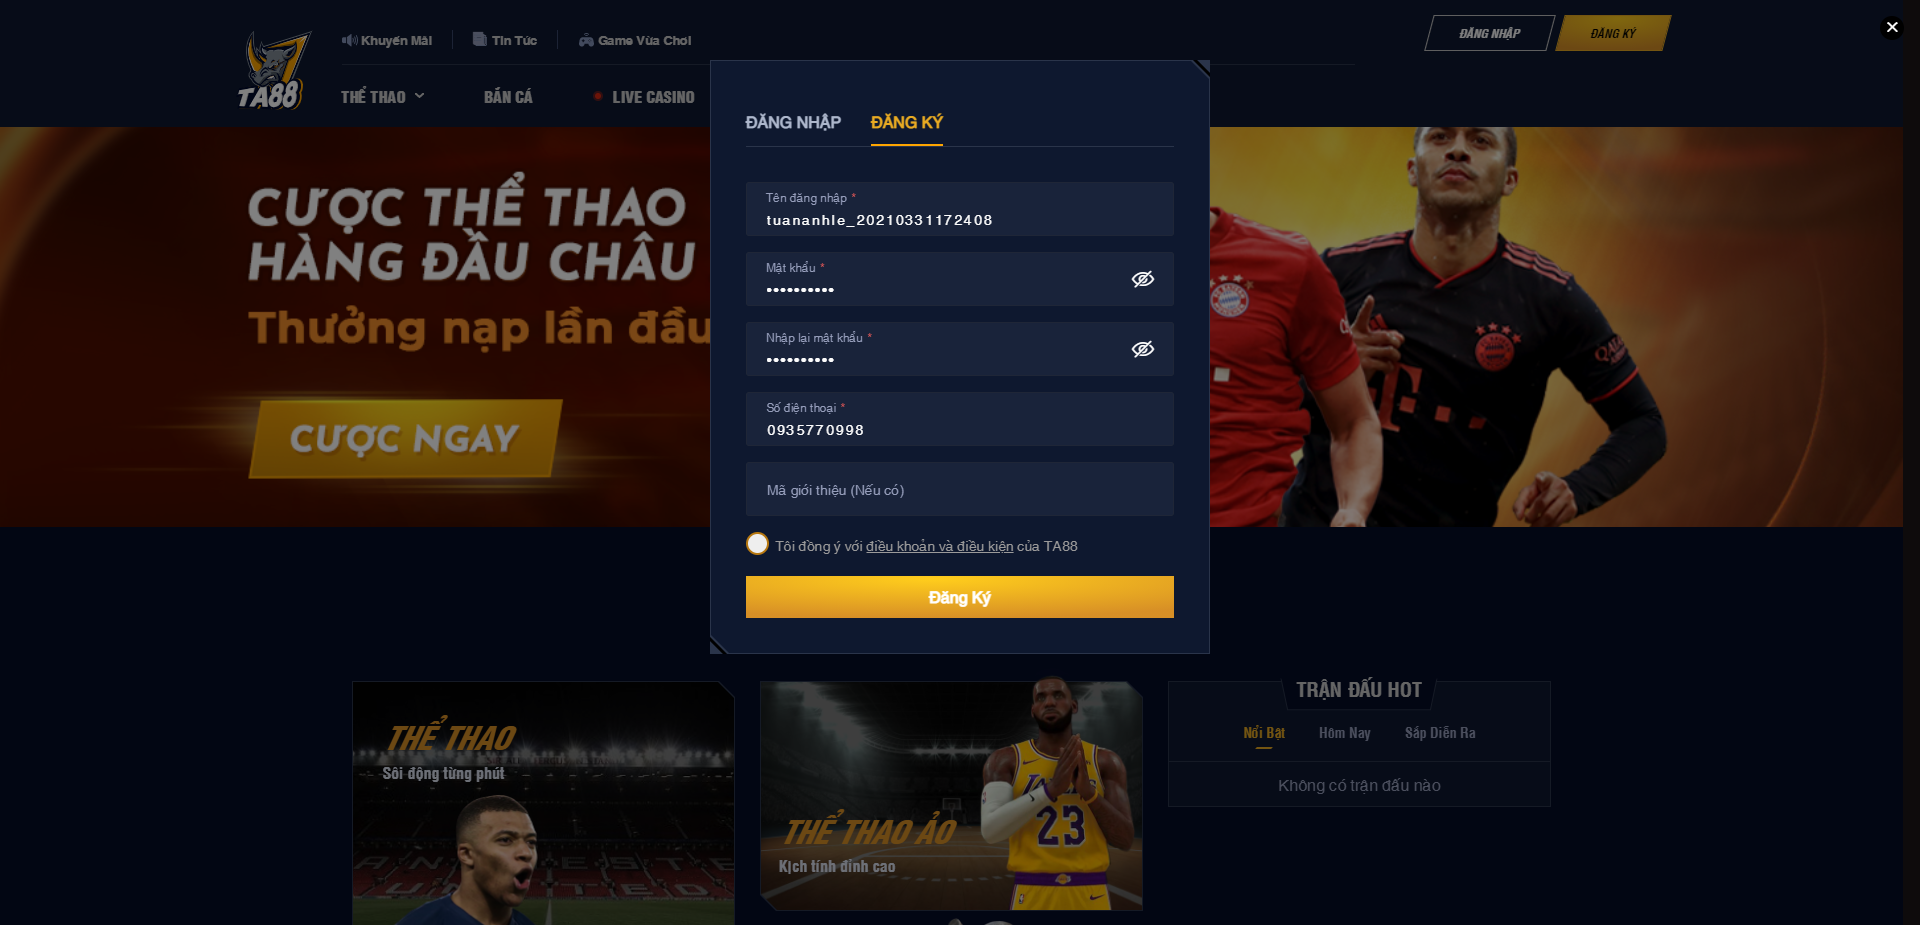 TA88
Khuyến Mãi
Tin Tức
Game Vừa Chơi
ĐĂNG NHẬP
ĐĂNG KÝ
THỂ THAO
BẮN CÁ
LIVE CASINO
CƯỢC THỂ THAO
HÀNG ĐẦU CHÂU
Thưởng nạp lần đầu
CƯỢC NGAY
ĐĂNG NHẬP ĐĂNG KÝ
Tên đăng nhập *
tuananhle_20210331172408
Mật khẩu *
••••••••••
Nhập lại mật khẩu *
••••••••••
Số điện thoại *
0935770998
Mã giới thiệu (Nếu có)
Tôi đồng ý với điều khoản và điều kiện của TA88
Đăng Ký
THỂ THAO
Sôi động từng phút
THỂ THAO ẢO
Kịch tính đỉnh cao
LAKERS
23
TRẬN ĐẤU HOT
Nổi Bật
Hôm Nay
Sắp Diễn Ra
Không có trận đấu nào